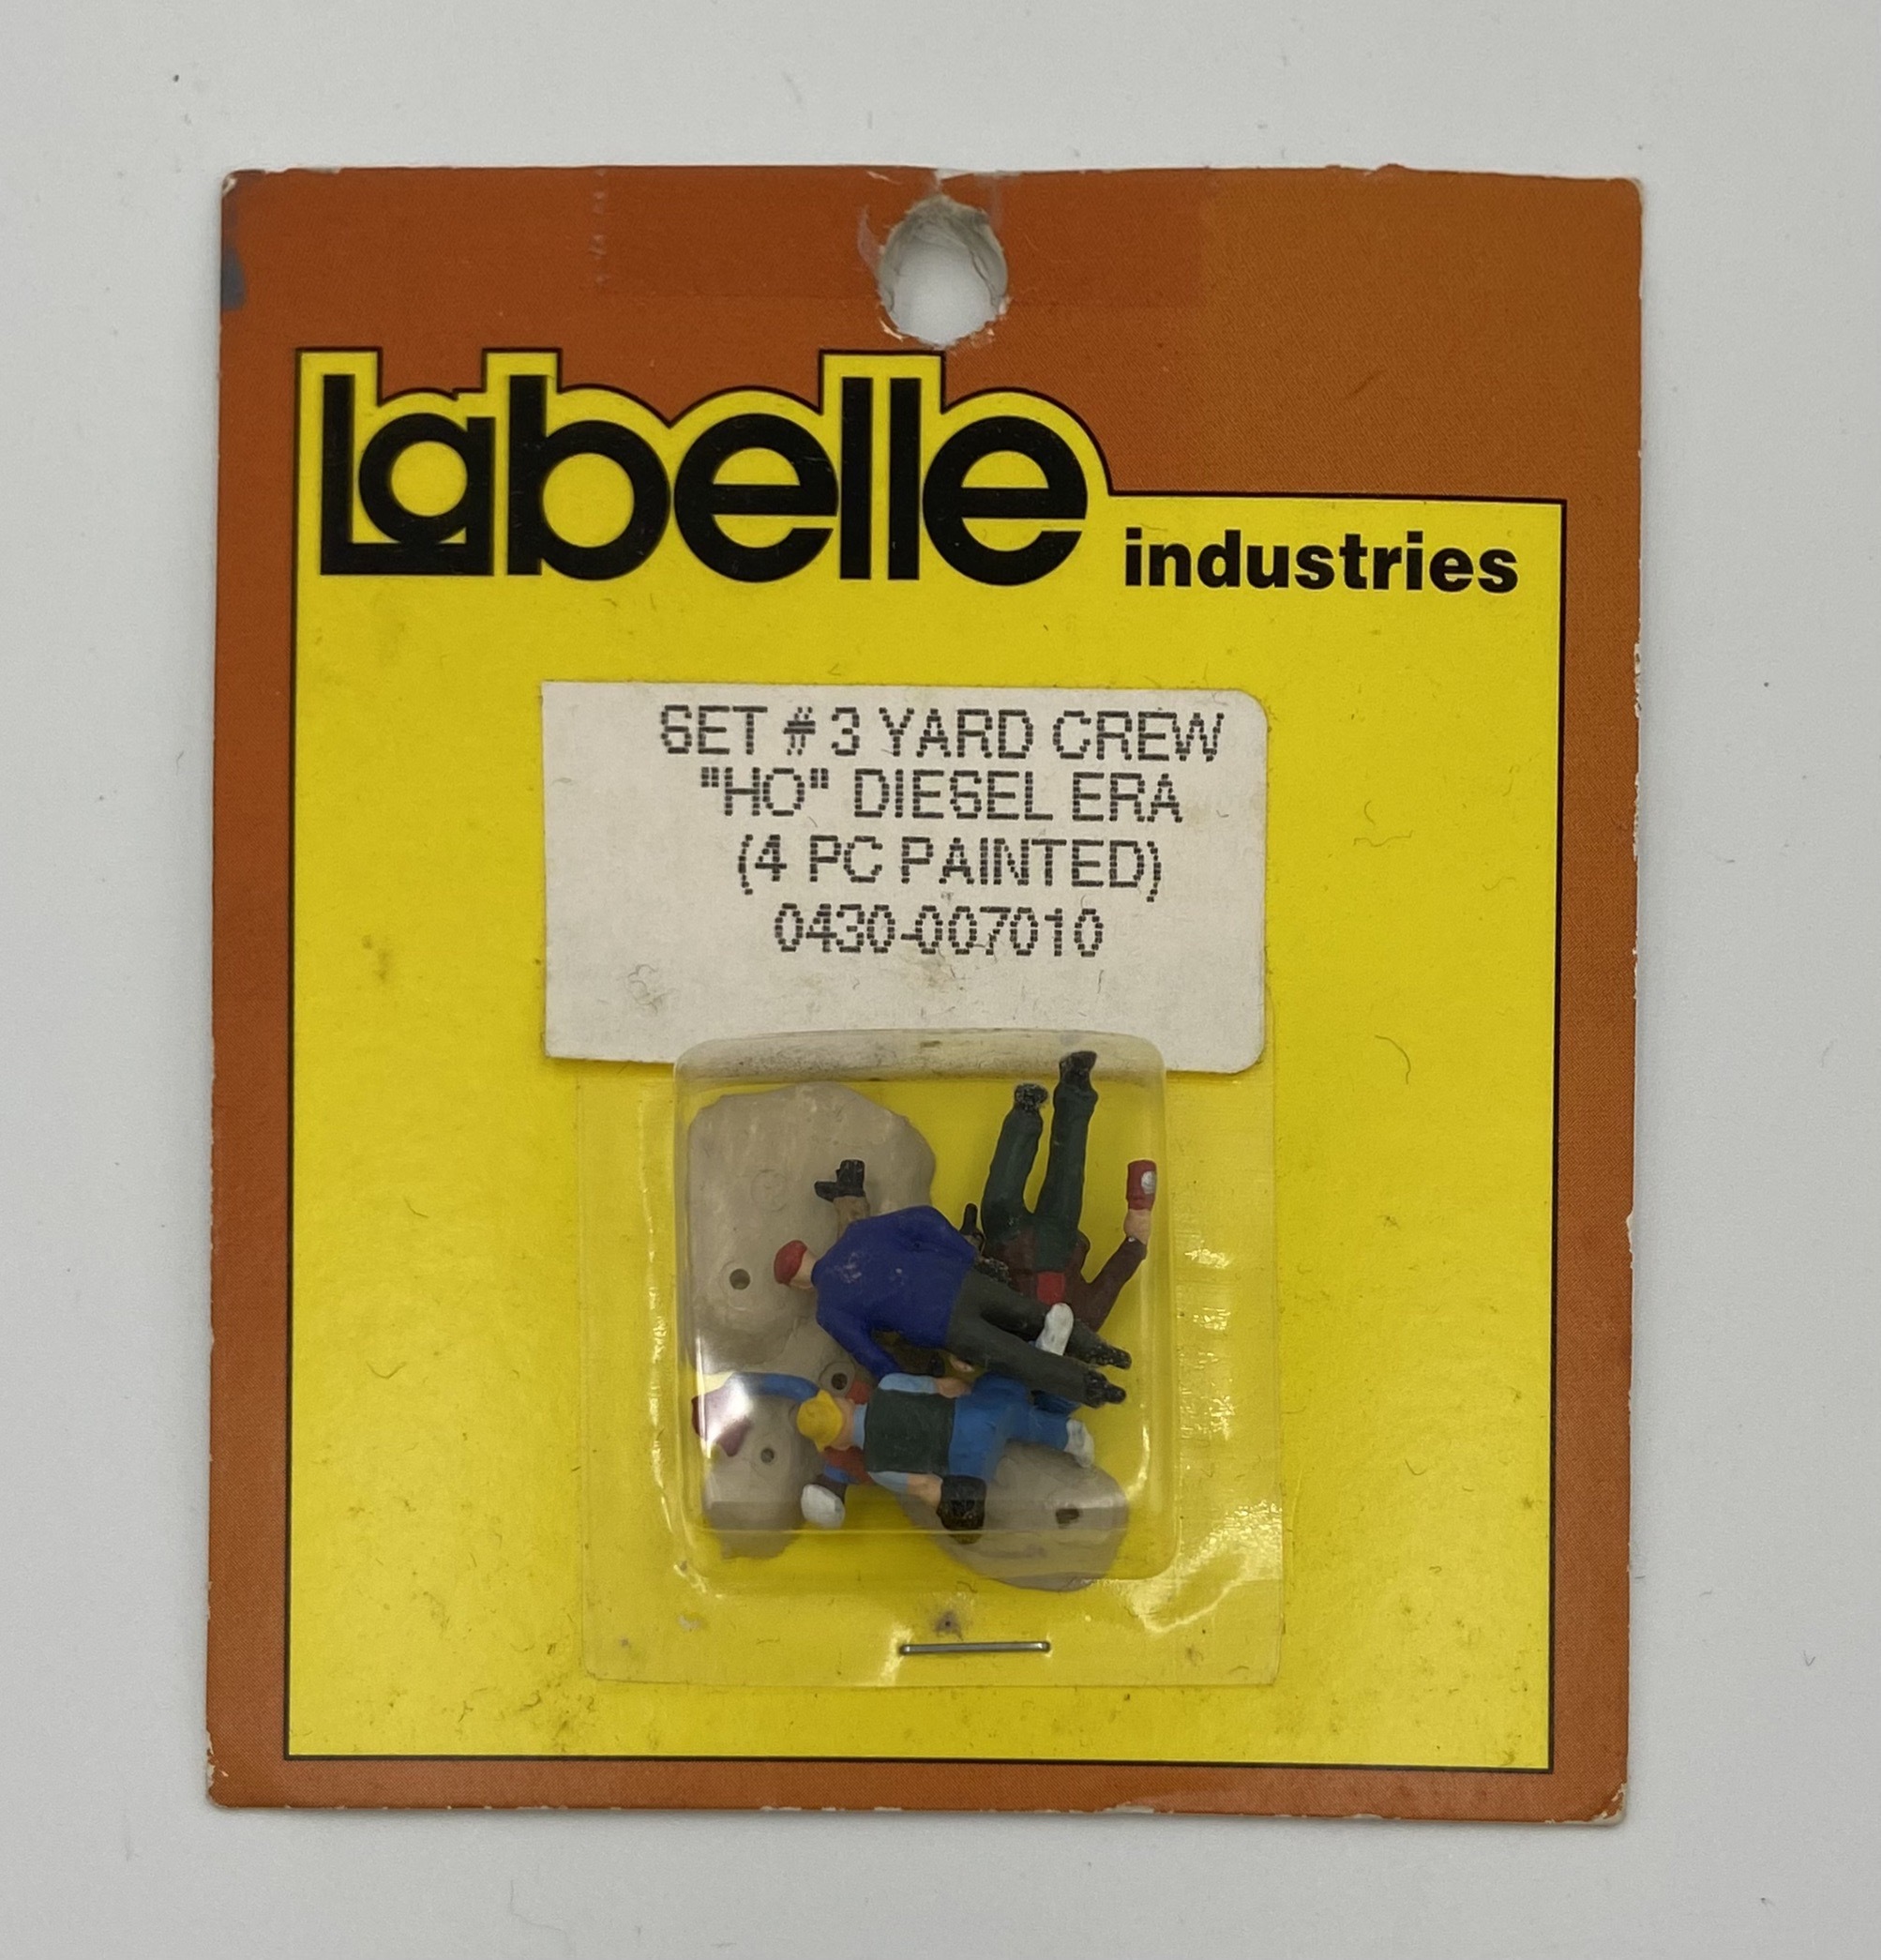 labelle
industries
SET # 3 YARD CREW
"HO" DIESEL ERA
(4 PC PAINTED)
0430-007010